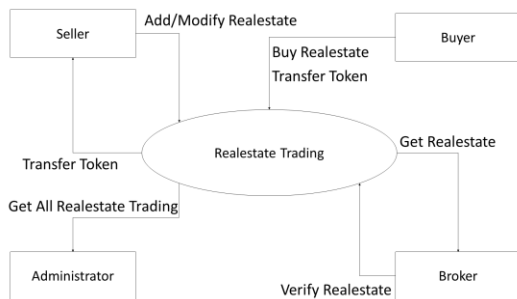 Add/Modify Realestate
Seller
Buyer
Buy Realestate
Transfer Token
Get Realestate
Realestate Trading
Transfer Token
Get All Realestate Trading
Administrator
Broker
Verify Realestate